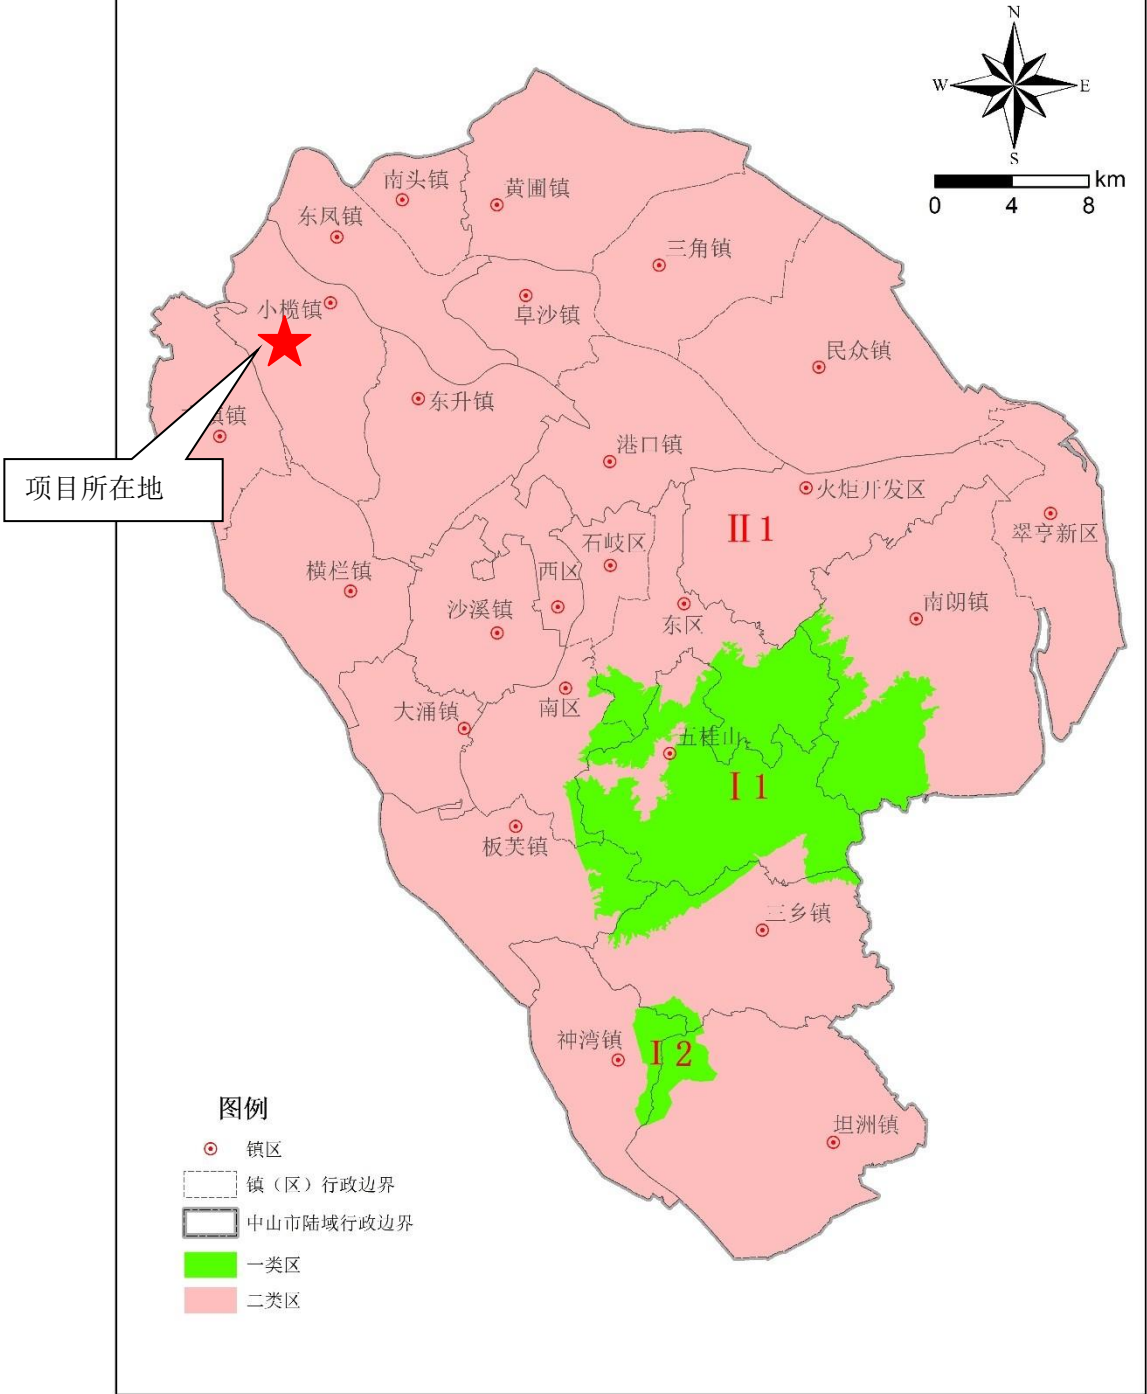 N
W
E
S
km
0
4
8
南头镇
黄圃镇
东凤镇
三角镇
小榄镇
阜沙镇
民众镇
东升镇
镇
港口镇
项目所在地
火炬开发区
II 1
石岐区
翠亨新区
横栏镇
西区
沙溪镇
东区
南朗镇
大涌镇
南区
五桂山
I 1
板芙镇
三乡镇
神湾镇
I 2
坦洲镇
图例
镇区
镇（区）行政边界
中山市陆域行政边界
一类区
二类区